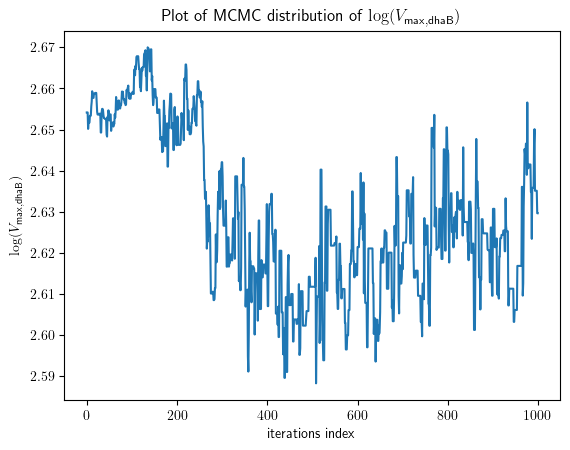 Plot of MCMC distribution of log(V_max,dhaB)
log(V_max,dhaB)
2.67
2.66
2.65
2.64
2.63
2.62
2.61
2.60
2.59
0 200 400 600 800 1000
iterations index